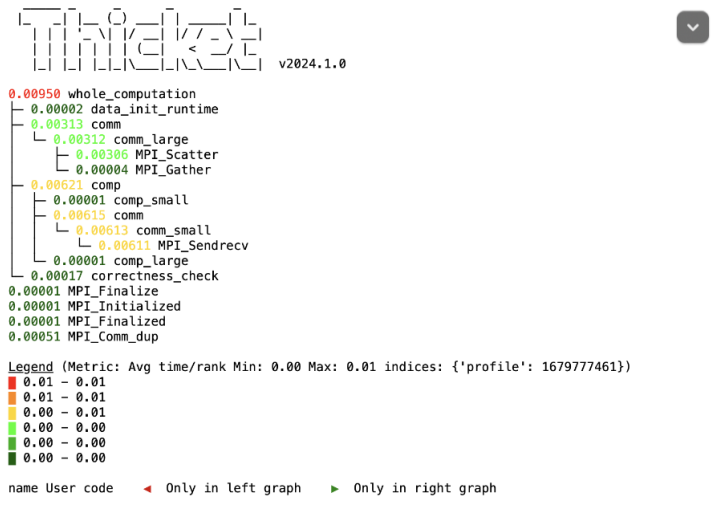 Thicket v2024.1.0
0.00950 whole_computation
├─ 0.00002 data_init_runtime
├─ 0.00313 comm
│  └─ 0.00312 comm_large
│     ├─ 0.00306 MPI_Scatter
│     └─ 0.00004 MPI_Gather
├─ 0.00621 comp
│  ├─ 0.00001 comp_small
│  ├─ 0.00615 comm
│  │  └─ 0.00613 comm_small
│  │     └─ 0.00611 MPI_Sendrecv
│  └─ 0.00001 comp_large
└─ 0.00017 correctness_check
0.00001 MPI_Finalize
0.00001 MPI_Initialized
0.00001 MPI_Finalized
0.00051 MPI_Comm_dup
Legend (Metric: Avg time/rank Min: 0.00 Max: 0.01 indices: {'profile': 1679777461})
█ 0.01 - 0.01
█ 0.01 - 0.01
█ 0.00 - 0.01
█ 0.00 - 0.00
█ 0.00 - 0.00
█ 0.00 - 0.00
name User code ◀ Only in left graph ▶ Only in right graph